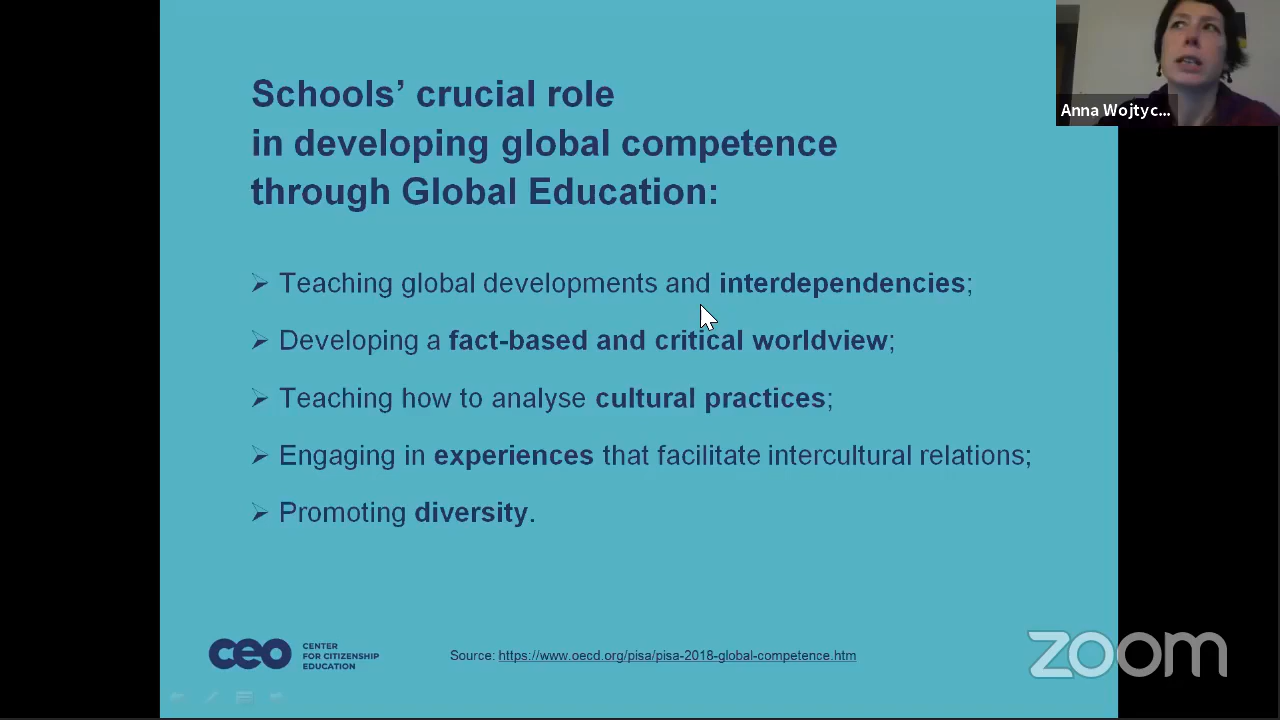 Schools’ crucial role
in developing global competence
through Global Education:
Anna Wojtyc...
➢ Teaching global developments and interdependencies;
➢ Developing a fact-based and critical worldview;
➢ Teaching how to analyse cultural practices;
➢ Engaging in experiences that facilitate intercultural relations;
➢ Promoting diversity.
ceo
CENTER
FOR CITIZENSHIP
EDUCATION
Source: https://www.oecd.org/pisa/pisa-2018-global-competence.htm
zoom